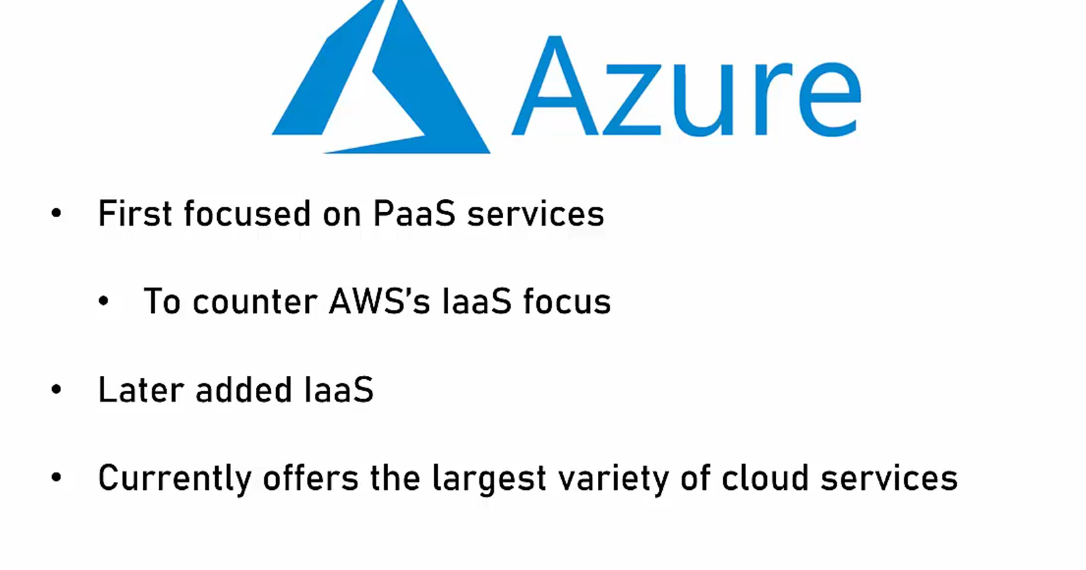 Azure
• First focused on PaaS services
• To counter AWS's IaaS focus
• Later added IaaS
• Currently offers the largest variety of cloud services